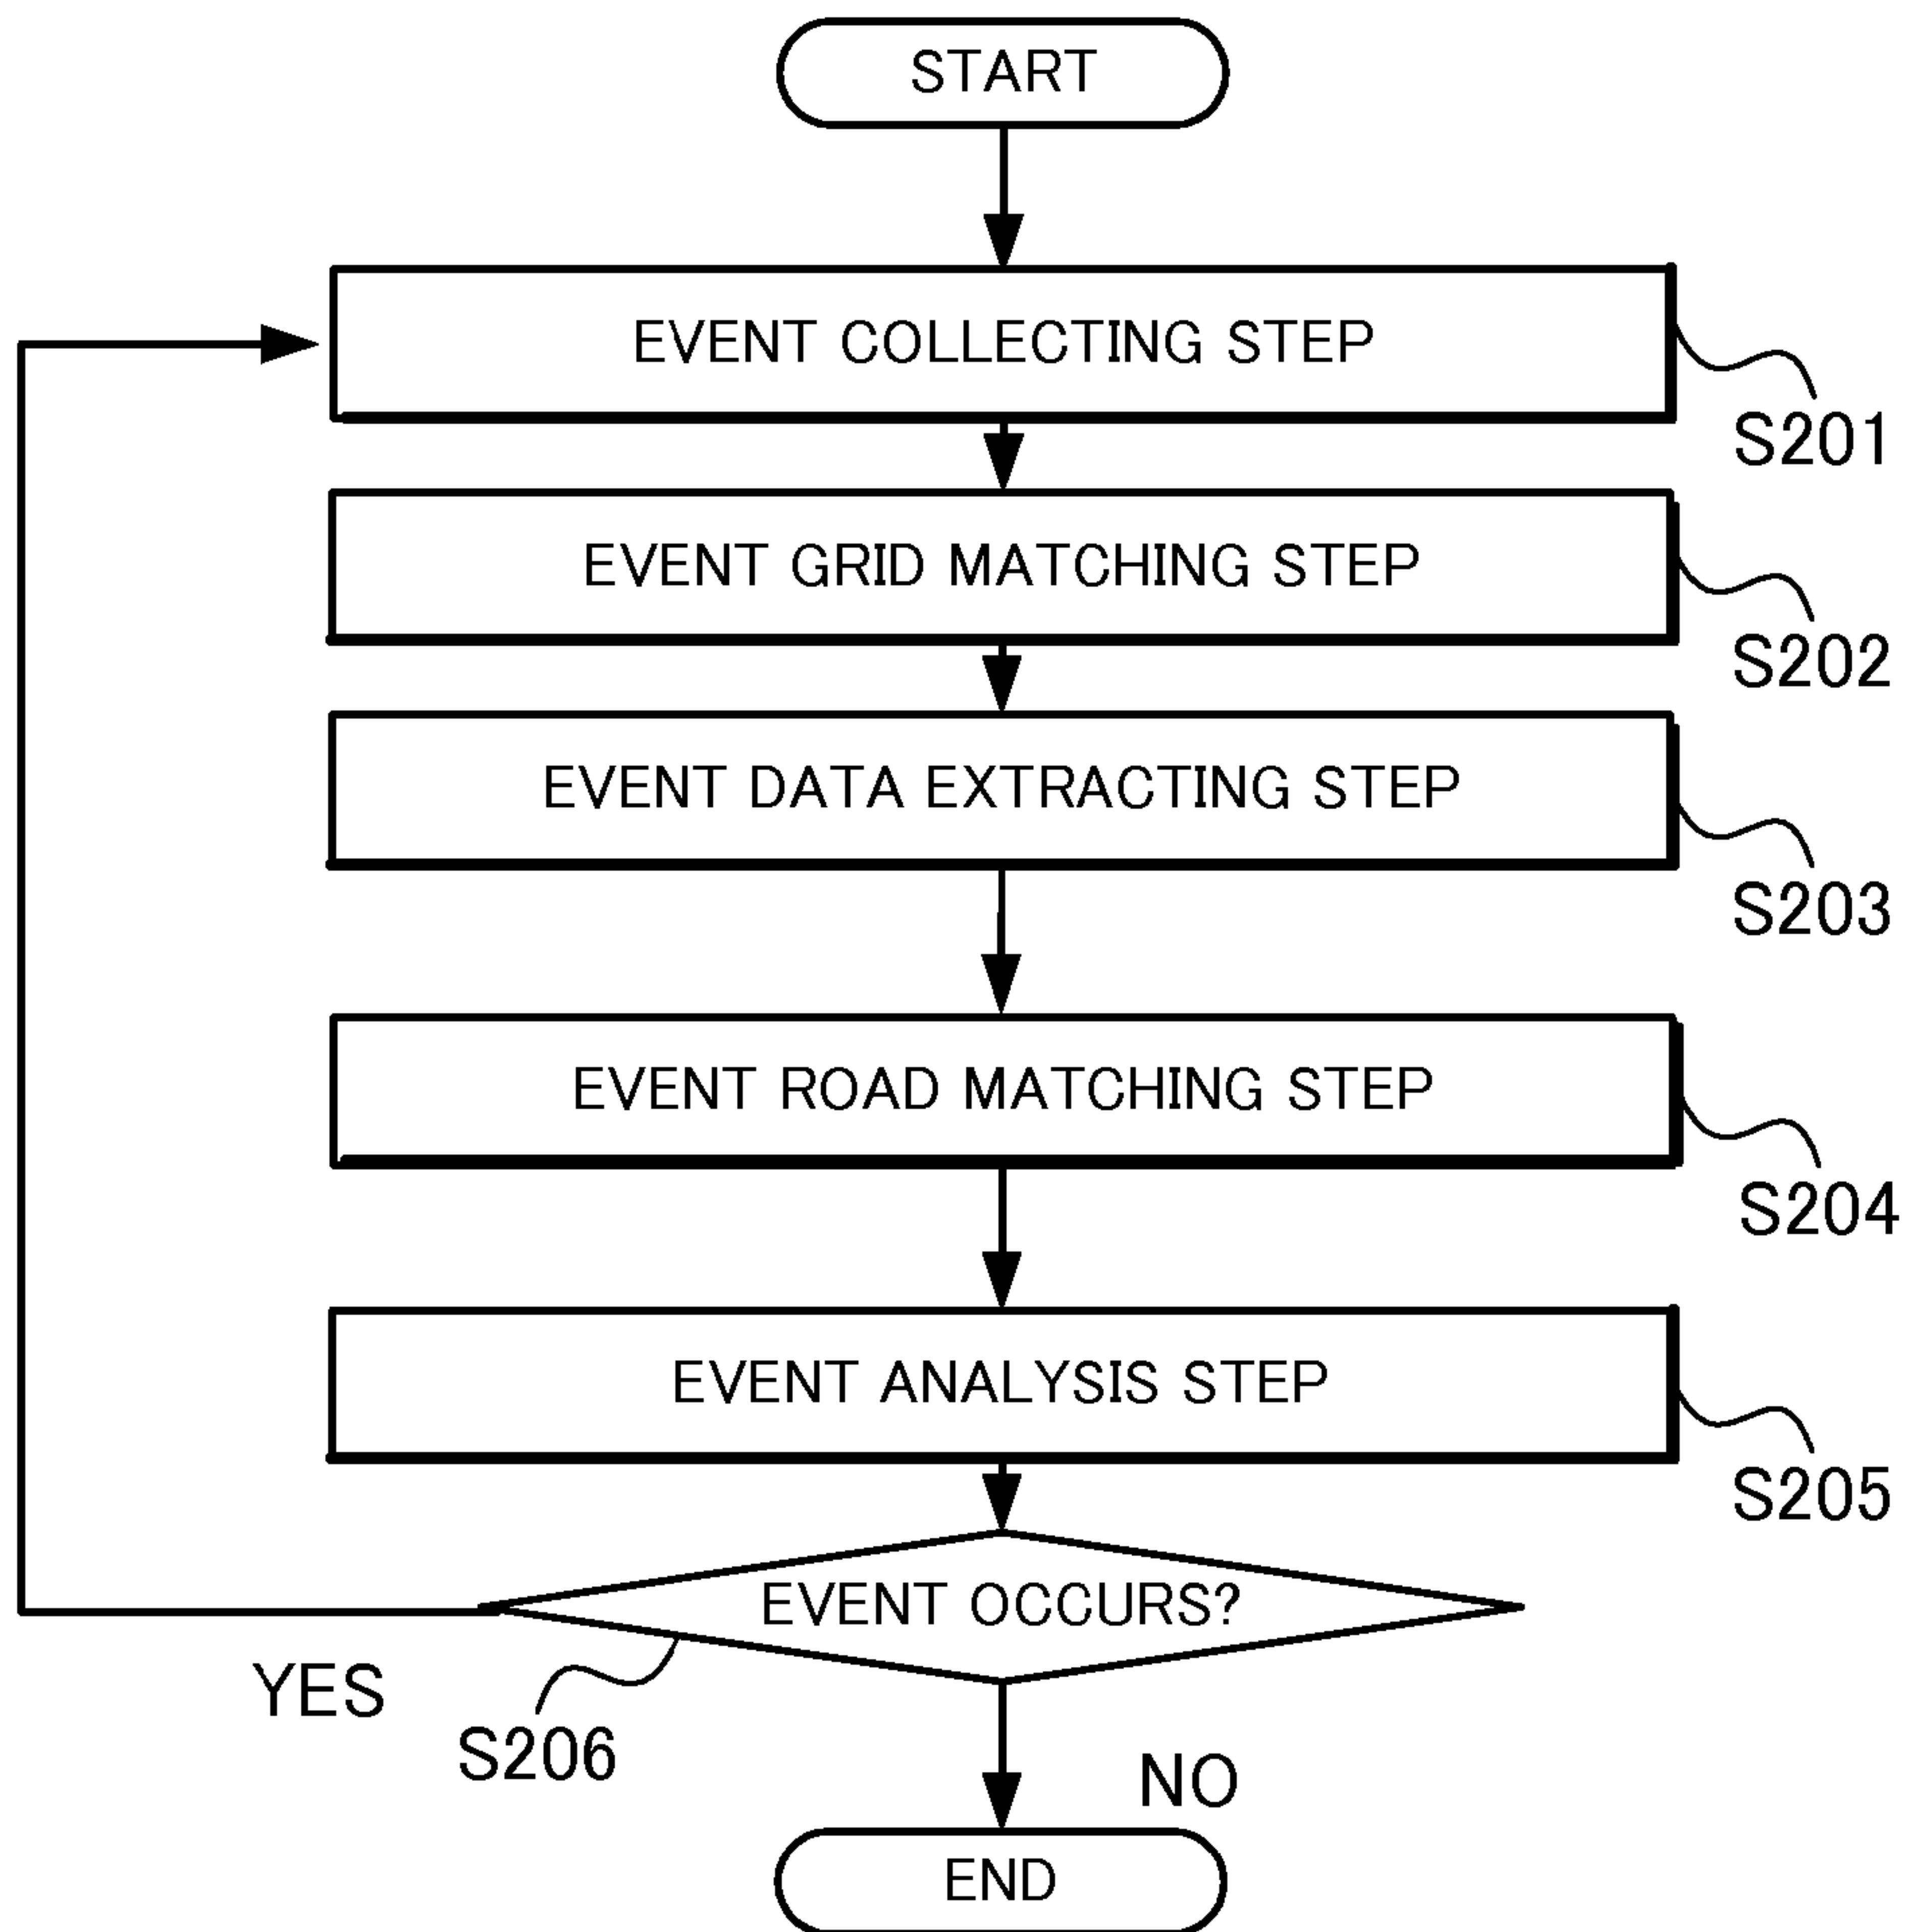 START
EVENT COLLECTING STEP
S201
EVENT GRID MATCHING STEP
S202
EVENT DATA EXTRACTING STEP
S203
EVENT ROAD MATCHING STEP
S204
EVENT ANALYSIS STEP
S205
EVENT OCCURS?
YES
S206
NO
END